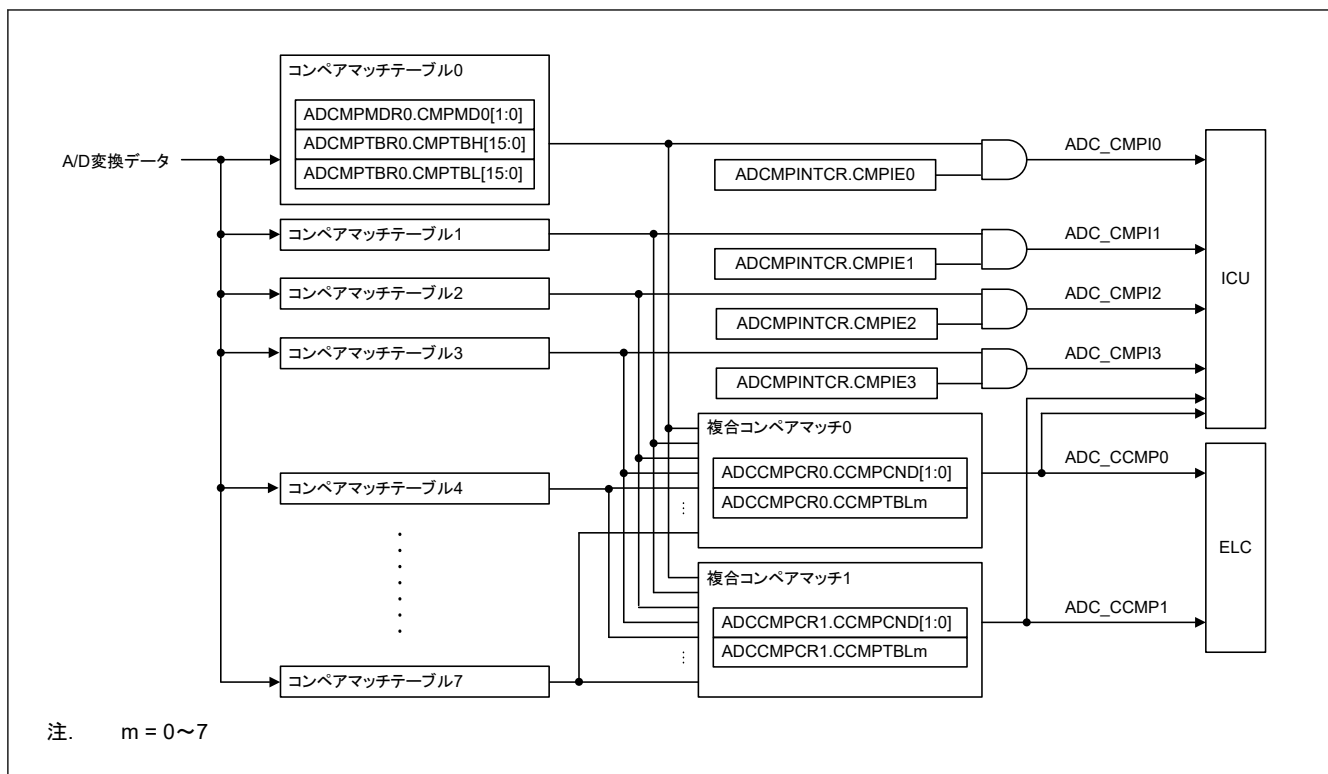 コンペアマッチテーブル0
ADCMPMDR0.CMPMD0[1:0]
ADCMPTBR0.CMPTBH[15:0]
ADCMPTBR0.CMPTBL[15:0]
A/D変換データ
ADC_CMPI0
ADCMPINTCR.CMPIE0
コンペアマッチテーブル1
ADC_CMPI1
ADCMPINTCR.CMPIE1
ICU
コンペアマッチテーブル2
ADC_CMPI2
ADCMPINTCR.CMPIE2
コンペアマッチテーブル3
ADC_CMPI3
ADCMPINTCR.CMPIE3
複合コンペアマッチ0
ADCCMPCR0.CCMPCND[1:0]
ADCCMPCR0.CCMPTBLm
ADC_CCMP0
コンペアマッチテーブル4
ELC
複合コンペアマッチ1
ADCCMPCR1.CCMPCND[1:0]
ADCCMPCR1.CCMPTBLm
ADC_CCMP1
コンペアマッチテーブル7
注. m = 0～7